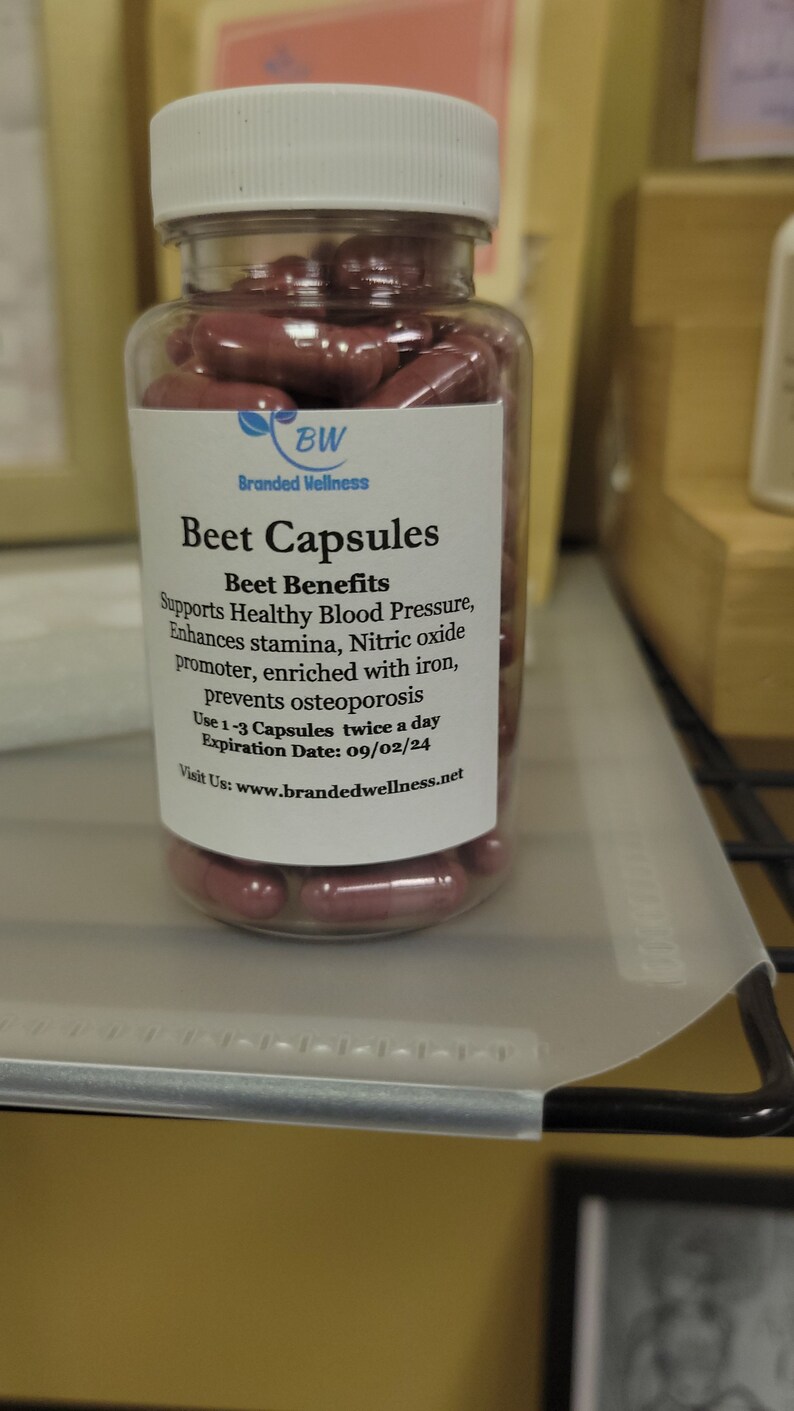 BW
Branded Wellness
Beet Capsules
Beet Benefits
Supports Healthy Blood Pressure,
Enhances stamina, Nitric oxide
promoter, enriched with iron,
prevents osteoporosis
Use 1 -3 Capsules twice a day
Expiration Date: 09/02/24
Visit Us: www.brandedwellness.net